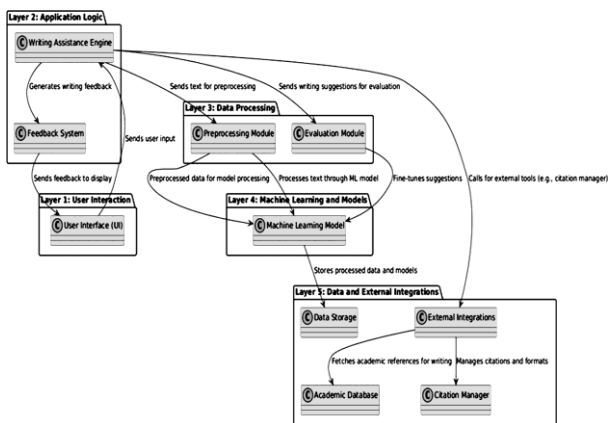 Layer 2: Application Logic
C Writing Assistance Engine
Generates writing feedback
Sends text for preprocessing
Sends writing suggestions for evaluation
Layer 3: Data Processing
C Feedback System
Sends user input
C Preprocessing Module
C Evaluation Module
Sends feedback to display
Preprocessed data for model processing
Processes text through ML model
Fine-tunes suggestions
Calls for external tools (e.g., citation manager)
Layer 1: User Interaction
C User Interface (UI)
Layer 4: Machine Learning and Models
C Machine Learning Model
Stores processed data and models
Layer 5: Data and External Integrations
C Data Storage
C External Integrations
Fetches academic references for writing
Manages citations and formats
C Academic Database
C Citation Manager